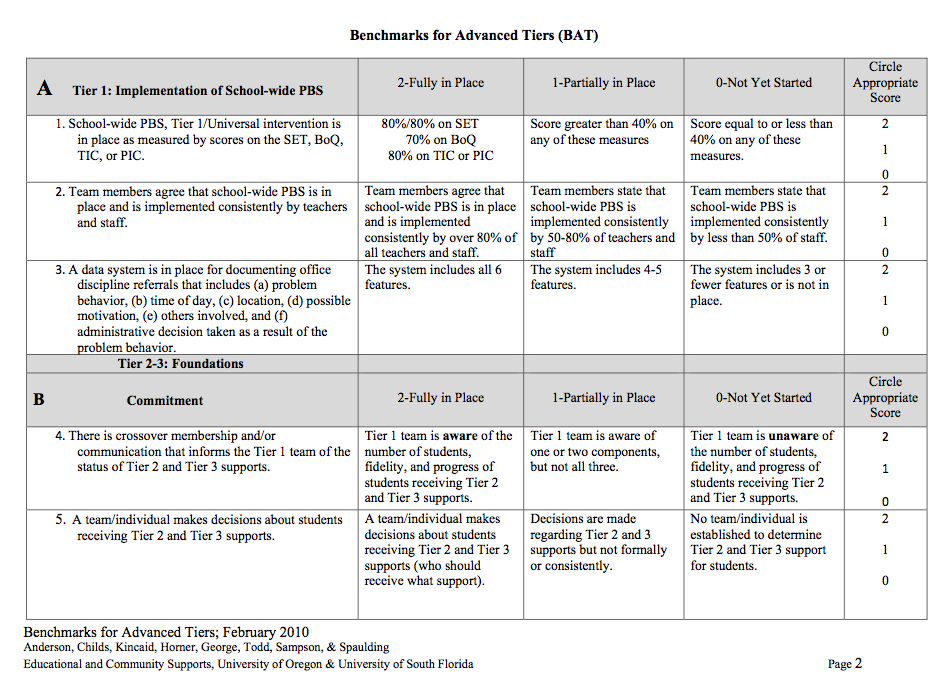 Benchmarks for Advanced Tiers (BAT)
A Tier 1: Implementation of School-wide PBS
2-Fully in Place
1-Partially in Place
0-Not Yet Started
Circle
Appropriate
Score
1. School-wide PBS, Tier 1/Universal intervention is
in place as measured by scores on the SET, BoQ,
TIC, or PIC.
80%/80% on SET
70% on BoQ
80% on TIC or PIC
Score greater than 40% on
any of these measures
Score equal to or less than
40% on any of these
measures.
2
1
0
2. Team members agree that school-wide PBS is in
place and is implemented consistently by teachers
and staff.
Team members agree that
school-wide PBS is in place
and is implemented
consistently by over 80% of
all teachers and staff.
Team members state that
school-wide PBS is
implemented consistently
by 50-80% of teachers and
staff
Team members state that
school-wide PBS is
implemented consistently
by less than 50% of staff.
2
1
0
3. A data system is in place for documenting office
discipline referrals that includes (a) problem
behavior, (b) time of day, (c) location, (d) possible
motivation, (e) others involved, and (f)
administrative decision taken as a result of the
problem behavior.
The system includes all 6
features.
The system includes 4-5
features.
The system includes 3 or
fewer features or is not in
place.
2
1
0
Tier 2-3: Foundations
B Commitment
2-Fully in Place
1-Partially in Place
0-Not Yet Started
Circle
Appropriate
Score
4. There is crossover membership and/or
communication that informs the Tier 1 team of the
status of Tier 2 and Tier 3 supports.
Tier 1 team is aware of the
number of students,
fidelity, and progress of
students receiving Tier 2
and Tier 3 supports.
Tier 1 team is aware of
one or two components,
but not all three.
Tier 1 team is unaware of
the number of students,
fidelity, and progress of
students receiving Tier 2
and Tier 3 supports.
2
1
0
5. A team/individual makes decisions about students
receiving Tier 2 and Tier 3 supports.
A team/individual makes
decisions about students
receiving Tier 2 and Tier 3
supports (who should
receive what support).
Decisions are made
regarding Tier 2 and 3
supports but not formally
or consistently.
No team/individual is
established to determine
Tier 2 and Tier 3 support
for students.
2
1
0
Benchmarks for Advanced Tiers; February 2010
Anderson, Childs, Kincaid, Horner, George, Todd, Sampson, & Spaulding
Educational and Community Supports, University of Oregon & University of South Florida
Page 2